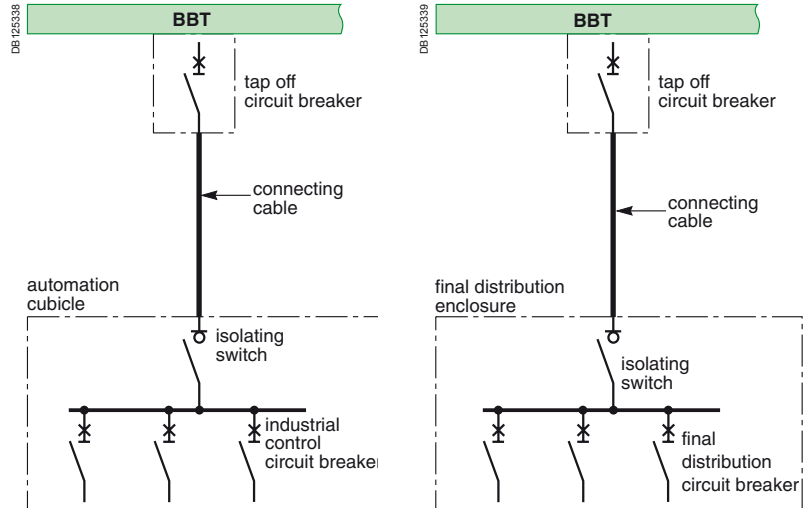 DB125338
BBT
tap off
circuit breaker
connecting
cable
automation
cubicle
isolating
switch
industrial
control
circuit breaker
DB125339
BBT
tap off
circuit breaker
connecting
cable
final distribution
enclosure
isolating
switch
final
distribution
circuit breaker